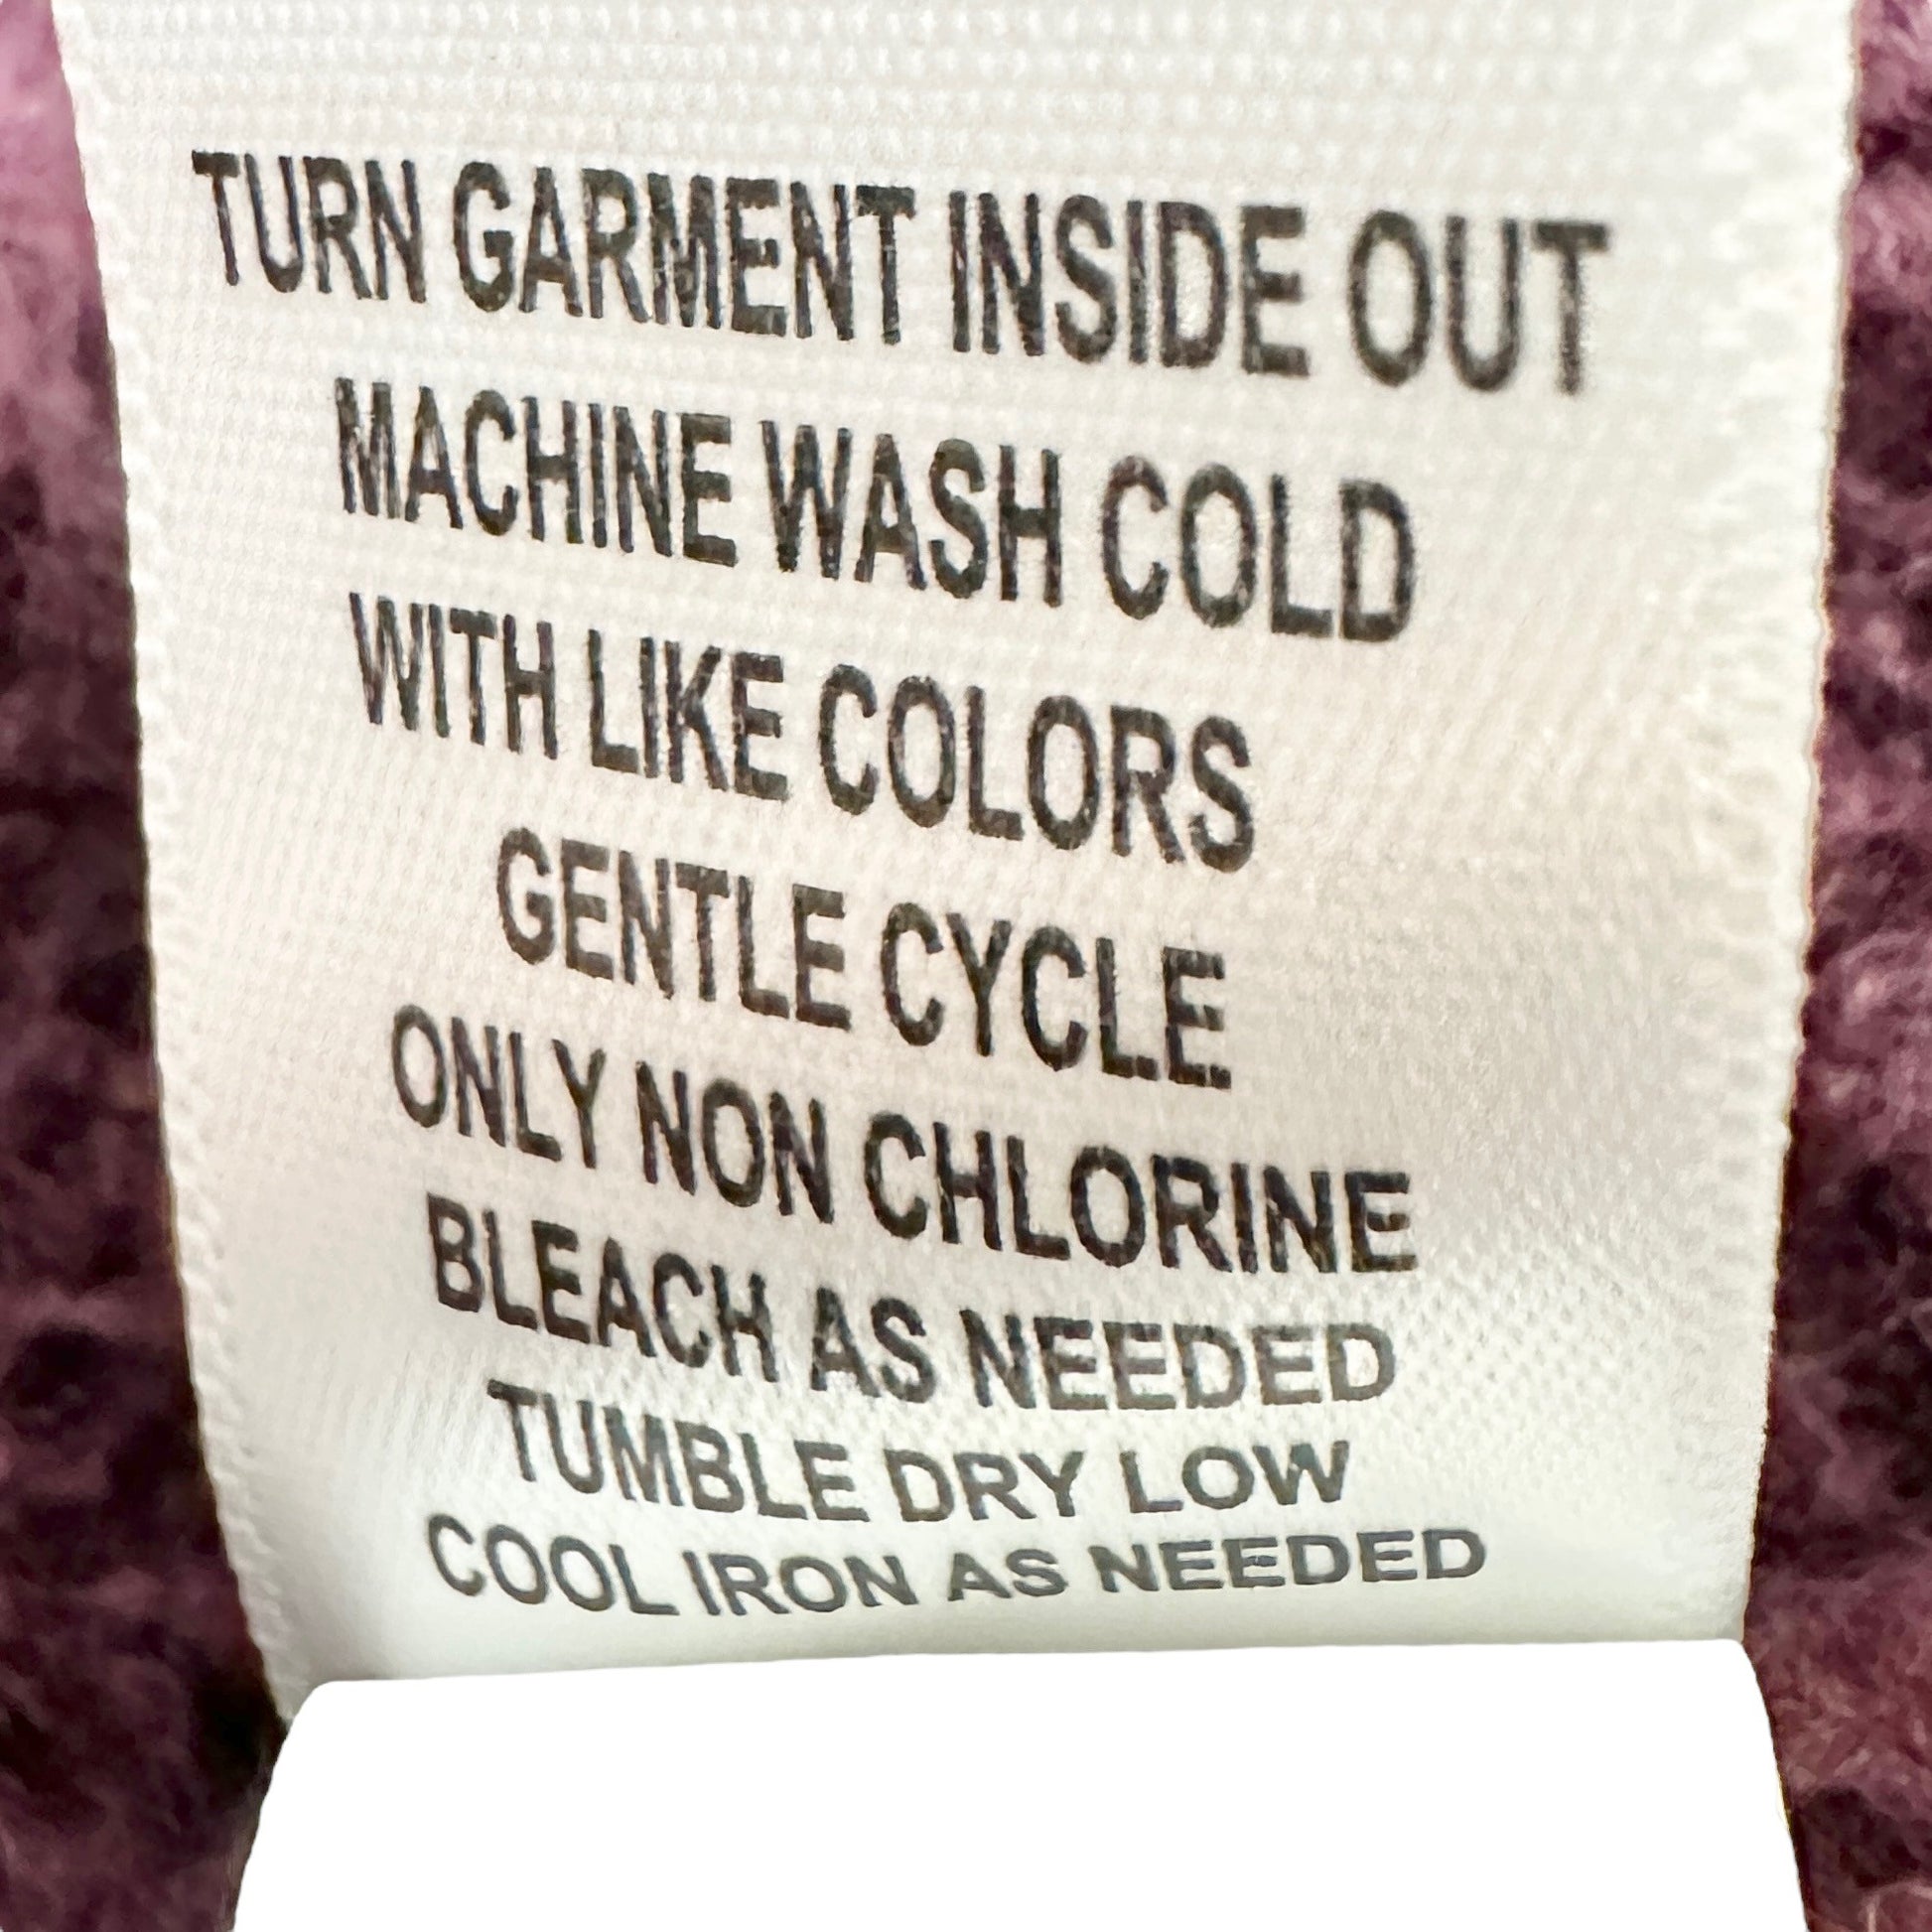 TURN GARMENT INSIDE OUT
MACHINE WASH COLD
WITH LIKE COLORS
GENTLE CYCLE
ONLY NON CHLORINE
BLEACH AS NEEDED
TUMBLE DRY LOW
COOL IRON AS NEEDED